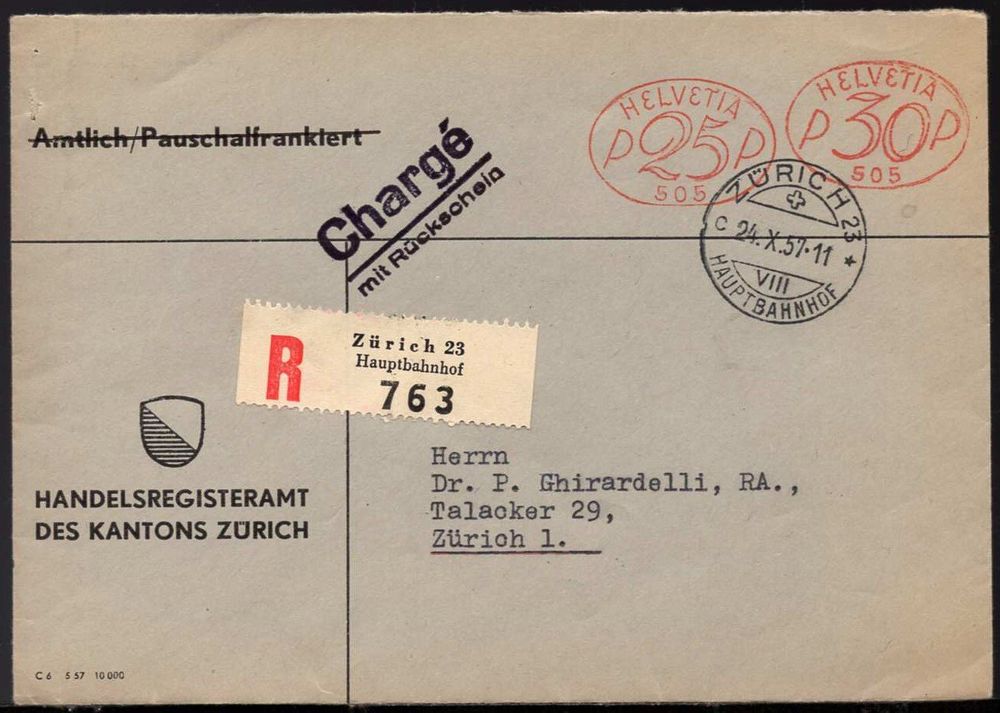 Amtlich/Pauschalfrankiert
Chargé
mit Rückschein
HELVETIA
P 25 P
505
HELVETIA
P 30 P
505
ZÜRICH 23
C 24.X.57-11 *
VIII
HAUPTBAHNHOF
R
Zürich 23
Hauptbahnhof
763
HANDELSREGISTERAMT
DES KANTONS ZÜRICH
Herrn
Dr. P. Ghirardelli, RA.,
Talacker 29,
Zürich 1.
C 6 5 57 10 000